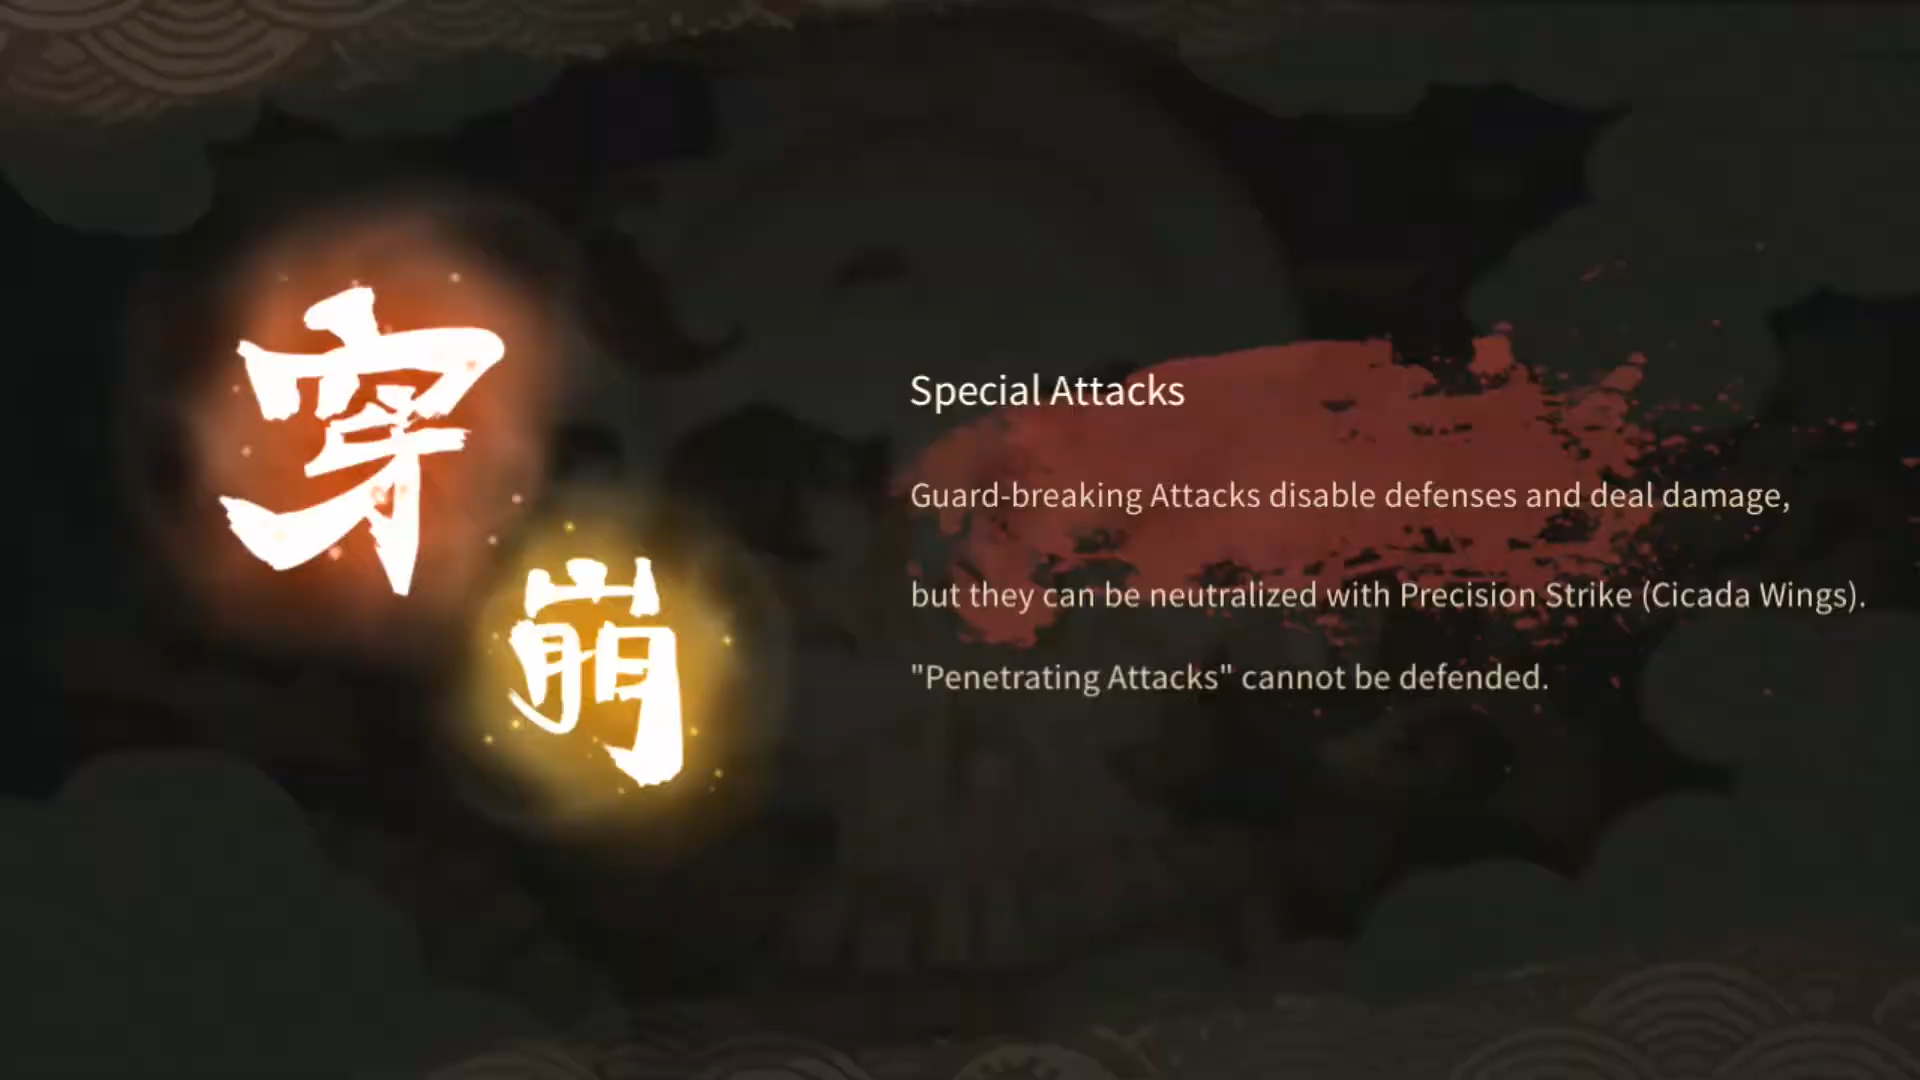 穿
崩
Special Attacks
Guard-breaking Attacks disable defenses and deal damage,
but they can be neutralized with Precision Strike (Cicada Wings).
"Penetrating Attacks" cannot be defended.